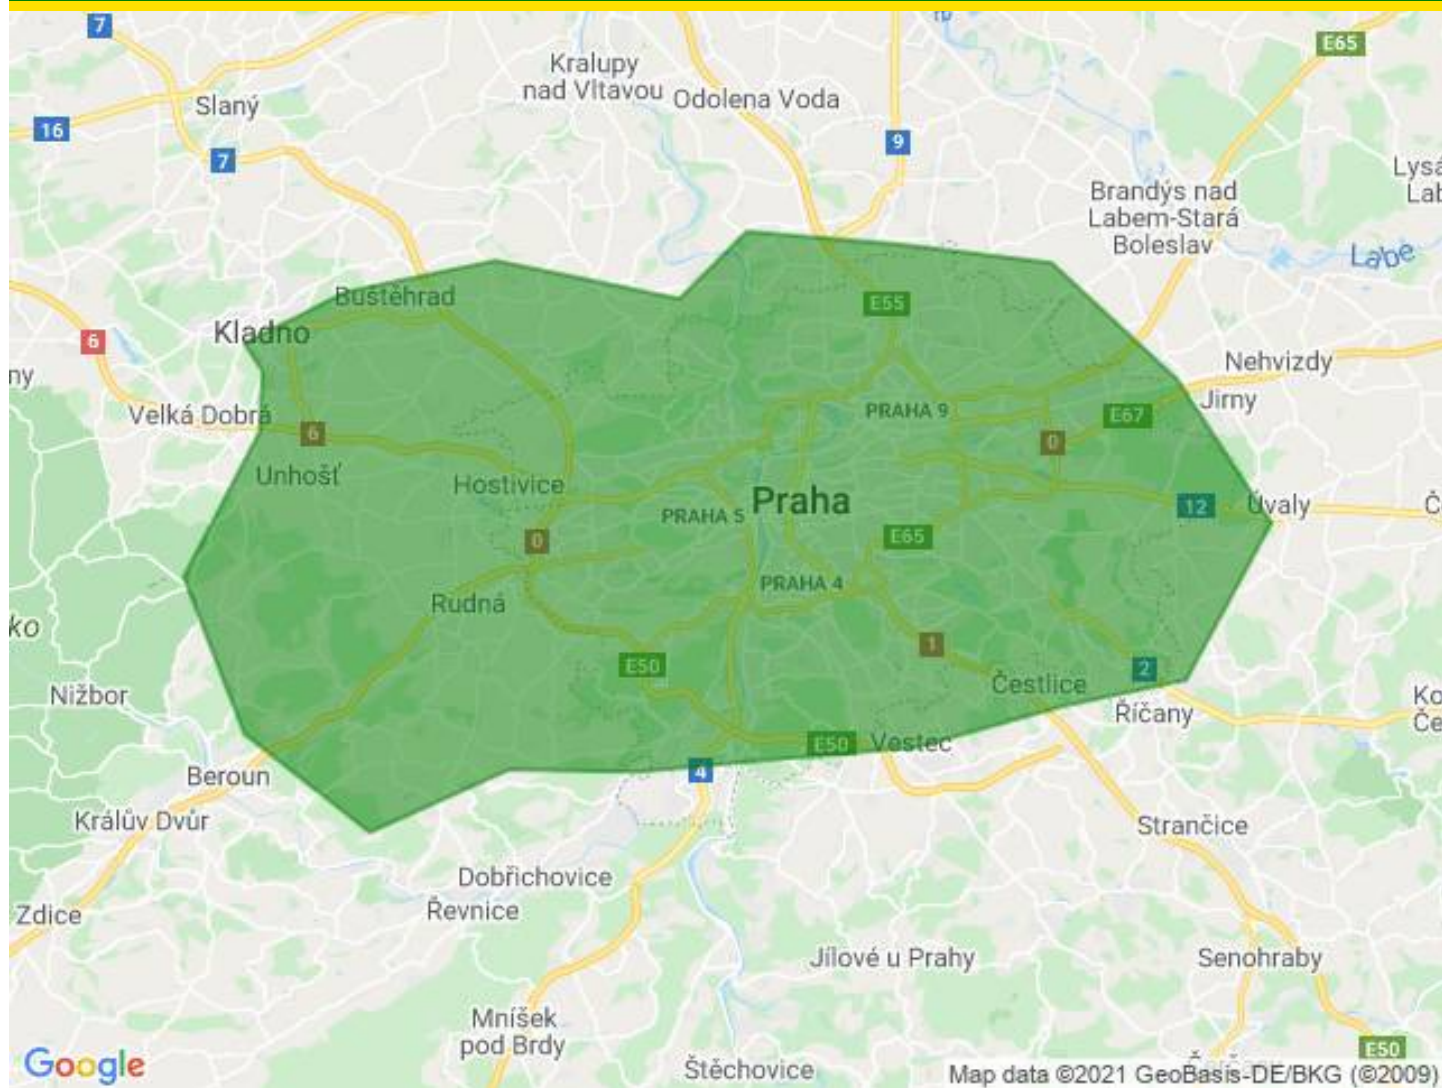 7
E65
Kralupy
nad Vltavou
Odolena Voda
Slaný
16
7
9
Brandýs nad
Labem-Stará
Boleslav
Labe
Buštěhrad
E55
Kladno
6
Nehvizdy
Jirny
Velká Dobrá
PRAHA 9
E67
6
0
Unhošť
Hostivice
Praha
PRAHA 5
12
Úvaly
0
E65
PRAHA 4
Rudná
1
E50
2
Čestlice
Nižbor
Říčany
E50
Vestec
4
Beroun
Králův Dvůr
Strančice
Dobřichovice
Řevnice
Zdice
Jílové u Prahy
Senohraby
Mníšek
pod Brdy
E50
Google
Štěchovice
Map data ©2021 GeoBasis-DE/BKG (©2009)